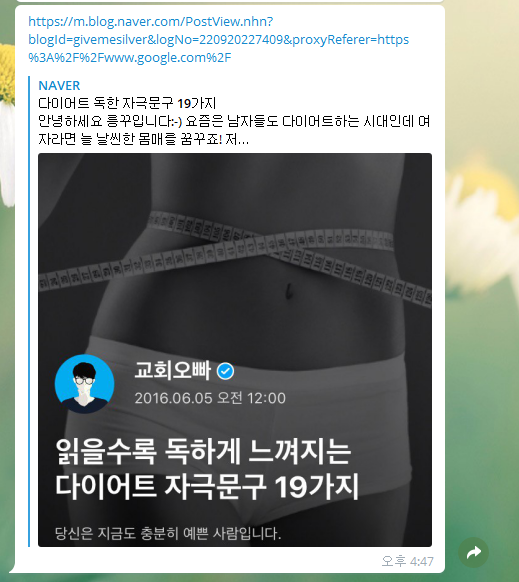 https://m.blog.naver.com/PostView.nhn?
blogId=givemesilver&logNo=220920227409&proxyReferer=https
%3A%2F%2Fwww.google.com%2F
NAVER
다이어트 독한 자극문구 19가지
안녕하세요 흥꾸입니다:-) 요즘은 남자들도 다이어트하는 시대인데 여
자라면 늘 날씬한 몸매를 꿈꾸죠! 저...
교회오빠
2016.06.05 오전 12:00
읽을수록 독하게 느껴지는
다이어트 자극문구 19가지
당신은 지금도 충분히 예쁜 사람입니다.
오후 4:47